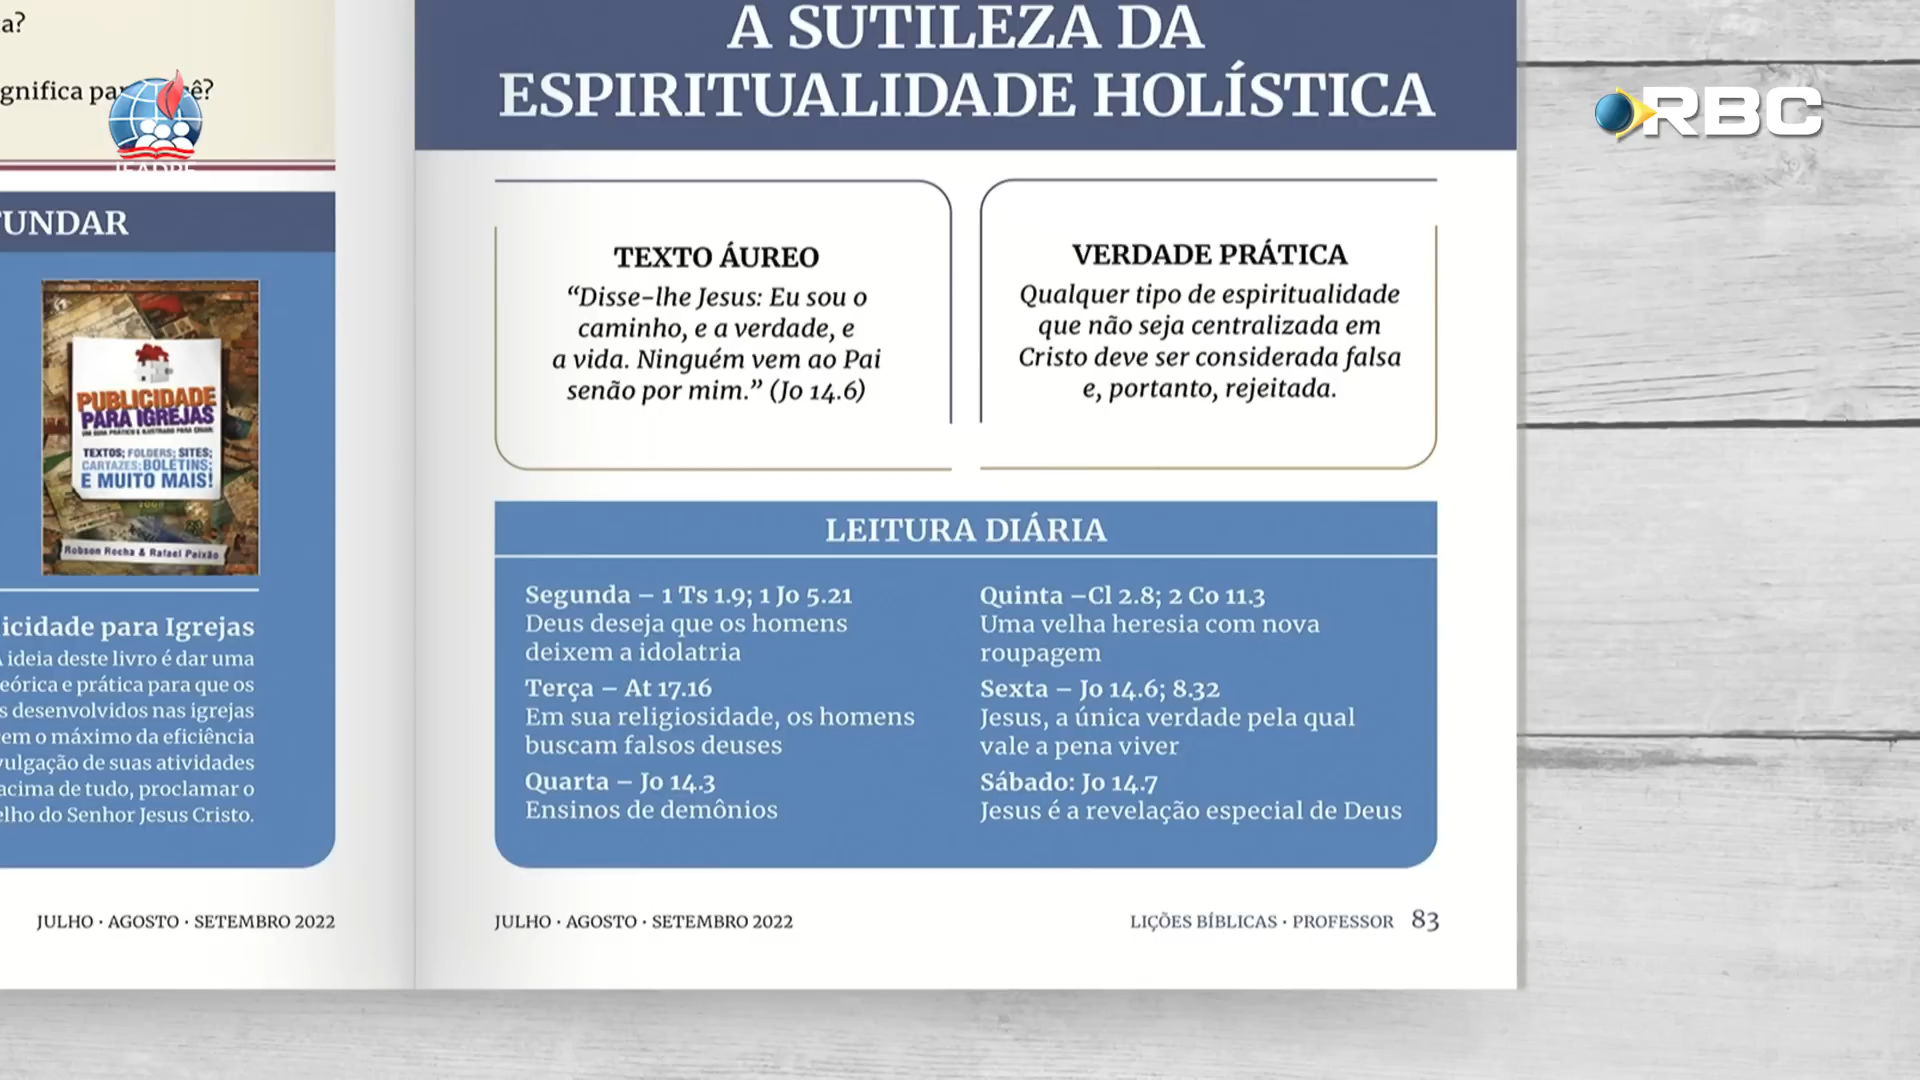 a?
gnifica
FUNDAR
PUBLICIDADE
PARA IGREJAS
UM GUIA PRÁTICO E ILUSTRADO PARA CRIAR:
TEXTOS; FOLDERS; SITES;
CARTAZES; BOLETINS;
E MUITO MAIS!
Robson Rocha & Rafael Paixão
icidade para Igrejas
A ideia deste livro é dar uma
eórica e prática para que os
s desenvolvidos nas igrejas
em o máximo da eficiência
vulgação de suas atividades
acima de tudo, proclamar o
elho do Senhor Jesus Cristo.
JULHO · AGOSTO · SETEMBRO 2022
A SUTILEZA DA
ESPIRITUALIDADE HOLÍSTICA
TEXTO ÁUREO
“Disse-lhe Jesus: Eu sou o
caminho, e a verdade, e
a vida. Ninguém vem ao Pai
senão por mim.” (Jo 14.6)
VERDADE PRÁTICA
Qualquer tipo de espiritualidade
que não seja centralizada em
Cristo deve ser considerada falsa
e, portanto, rejeitada.
LEITURA DIÁRIA
Segunda – 1 Ts 1.9; 1 Jo 5.21
Deus deseja que os homens
deixem a idolatria
Terça – At 17.16
Em sua religiosidade, os homens
buscam falsos deuses
Quarta – Jo 14.3
Ensinos de demônios
Quinta –Cl 2.8; 2 Co 11.3
Uma velha heresia com nova
roupagem
Sexta – Jo 14.6; 8.32
Jesus, a única verdade pela qual
vale a pena viver
Sábado: Jo 14.7
Jesus é a revelação especial de Deus
JULHO · AGOSTO · SETEMBRO 2022
LIÇÕES BÍBLICAS · PROFESSOR 83
RBC